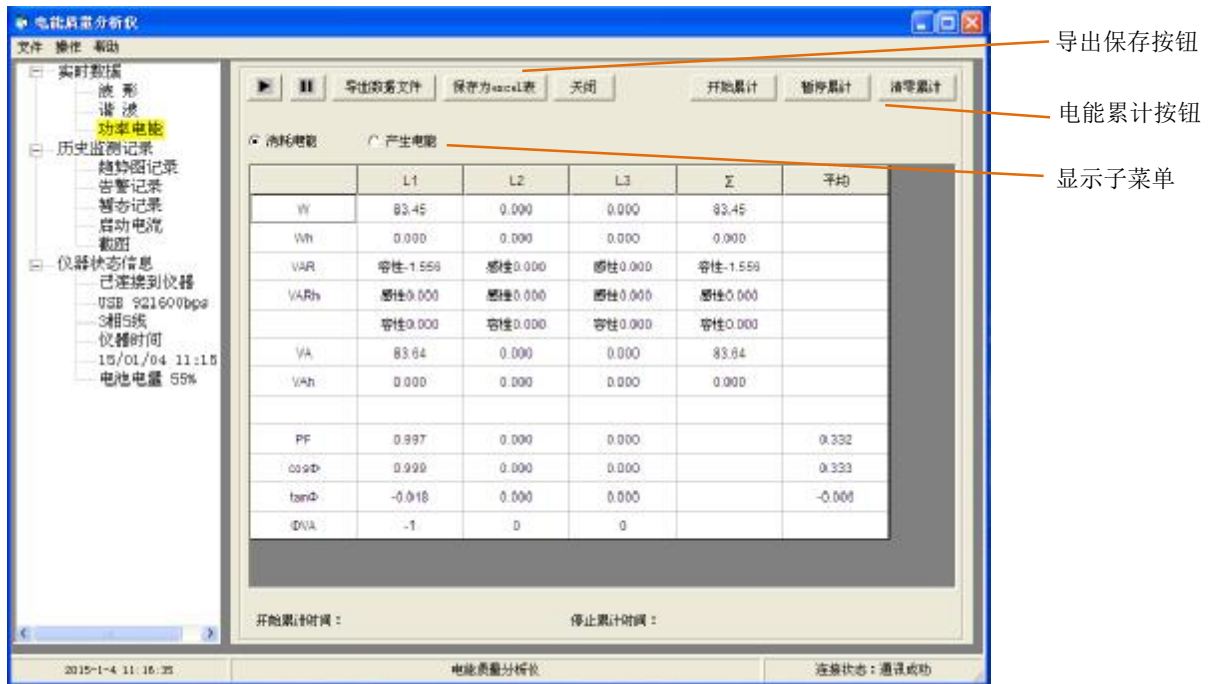 电能质量分析仪
文件 操作 帮助
实时数据
波 形
谐 波
功率电能
历史监测记录
趋势图记录
告警记录
暂态记录
启动电流
截图
仪器状态信息
已连接到仪器
USB 921600bps
3相5线
仪器时间
15/01/04 11:15
电池电量 55%
导出数据文件 保存为excel表 关闭 开始累计 暂停累计 清零累计
消耗电能 产生电能
L1 L2 L3 Σ 平均
W 83.45 0.000 0.000 83.45
Wh 0.000 0.000 0.000 0.000
VAR 容性-1.556 感性0.000 感性0.000 容性-1.556
VARh 感性0.000 感性0.000 感性0.000 感性0.000
容性0.000 容性0.000 容性0.000 容性0.000
VA 83.64 0.000 0.000 83.64
VAh 0.000 0.000 0.000 0.000
PF 0.997 0.000 0.000 0.332
cosΦ 0.999 0.000 0.000 0.333
tanΦ -0.018 0.000 0.000 -0.006
ΦVA -1 0 0
开始累计时间： 停止累计时间：
2015-1-4 11:16:35 电能质量分析仪 连接状态：通讯成功
导出保存按钮
电能累计按钮
显示子菜单